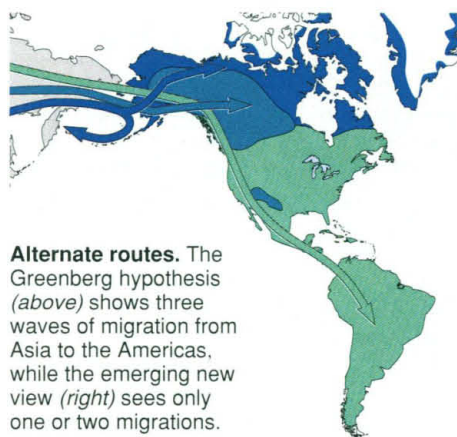 Alternate routes. The
Greenberg hypothesis
(above) shows three
waves of migration from
Asia to the Americas,
while the emerging new
view (right) sees only
one or two migrations.